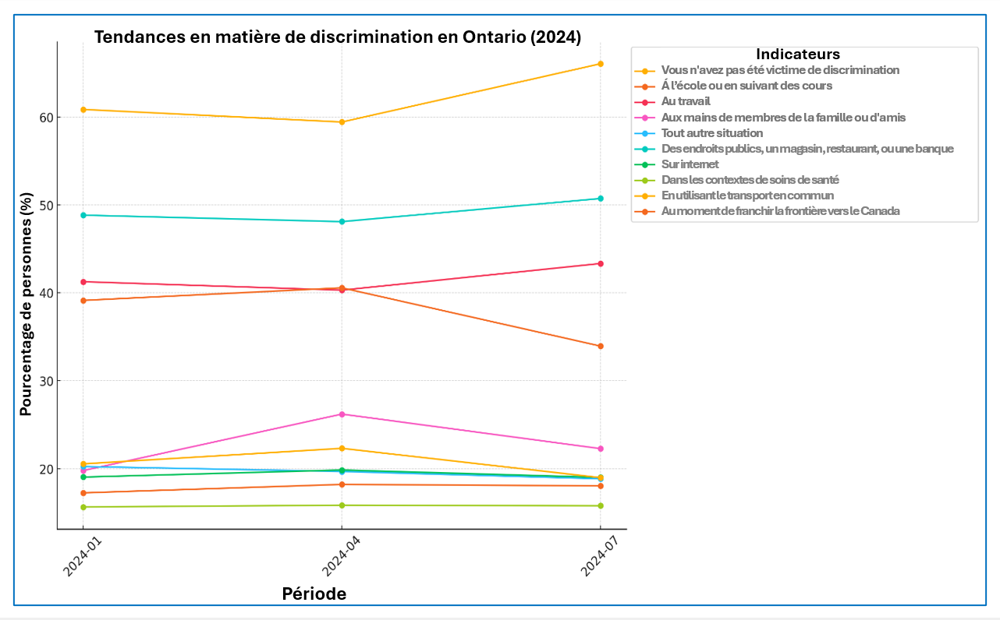 Tendances en matière de discrimination en Ontario (2024)
Indicateurs
Vous n'avez pas été victime de discrimination
Á l'école ou en suivant des cours
Au travail
Aux mains de membres de la famille ou d'amis
Tout autre situation
Des endroits publics, un magasin, restaurant, ou une banque
Sur internet
Dans les contextes de soins de santé
En utilisant le transport en commun
Au moment de franchir la frontière vers le Canada
Pourcentage de personnes (%)
60
50
40
30
20
2024-01
2024-04
2024-07
Période